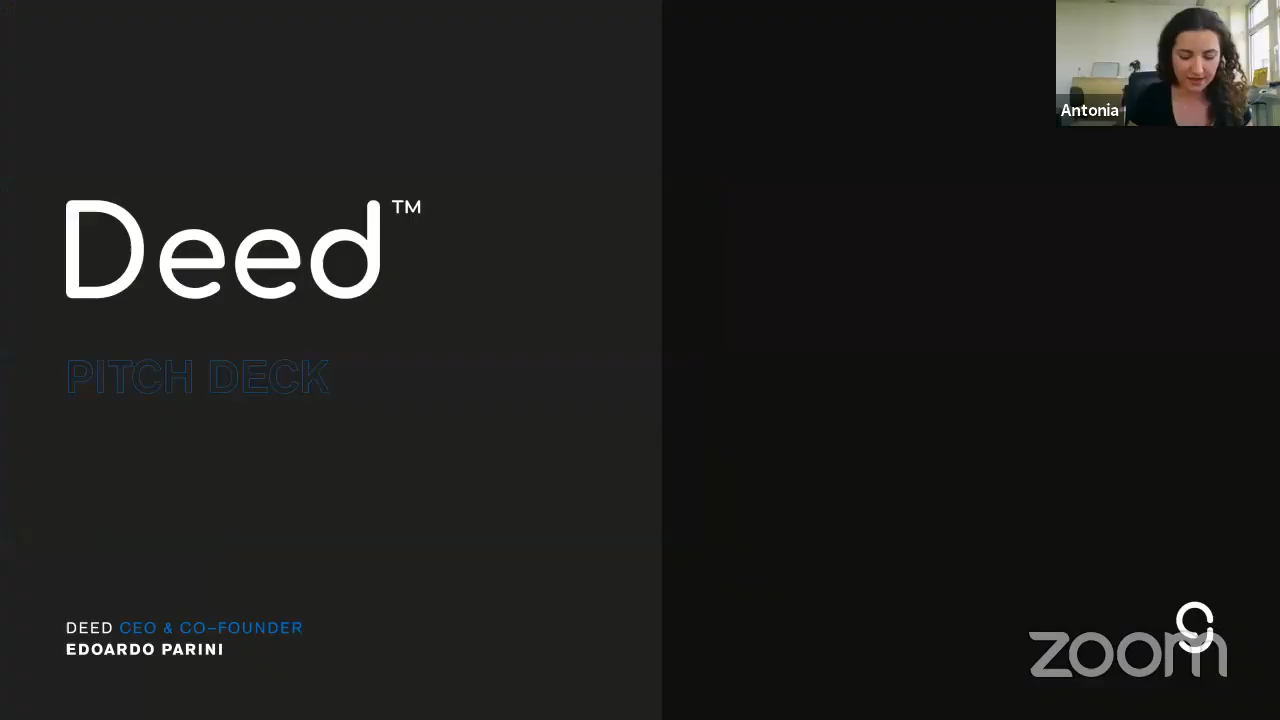 Deed™
PITCH DECK
DEED CEO & CO–FOUNDER
EDOARDO PARINI
Antonia
zoom